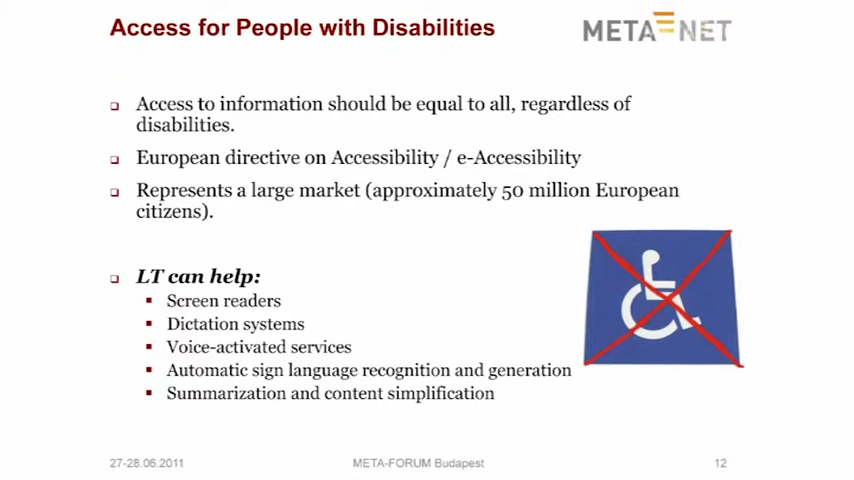 Access for People with Disabilities
META NET
Access to information should be equal to all, regardless of
disabilities.
European directive on Accessibility / e-Accessibility
Represents a large market (approximately 50 million European
citizens).
LT can help:
Screen readers
Dictation systems
Voice-activated services
Automatic sign language recognition and generation
Summarization and content simplification
27-28.06.2011
META-FORUM Budapest
12